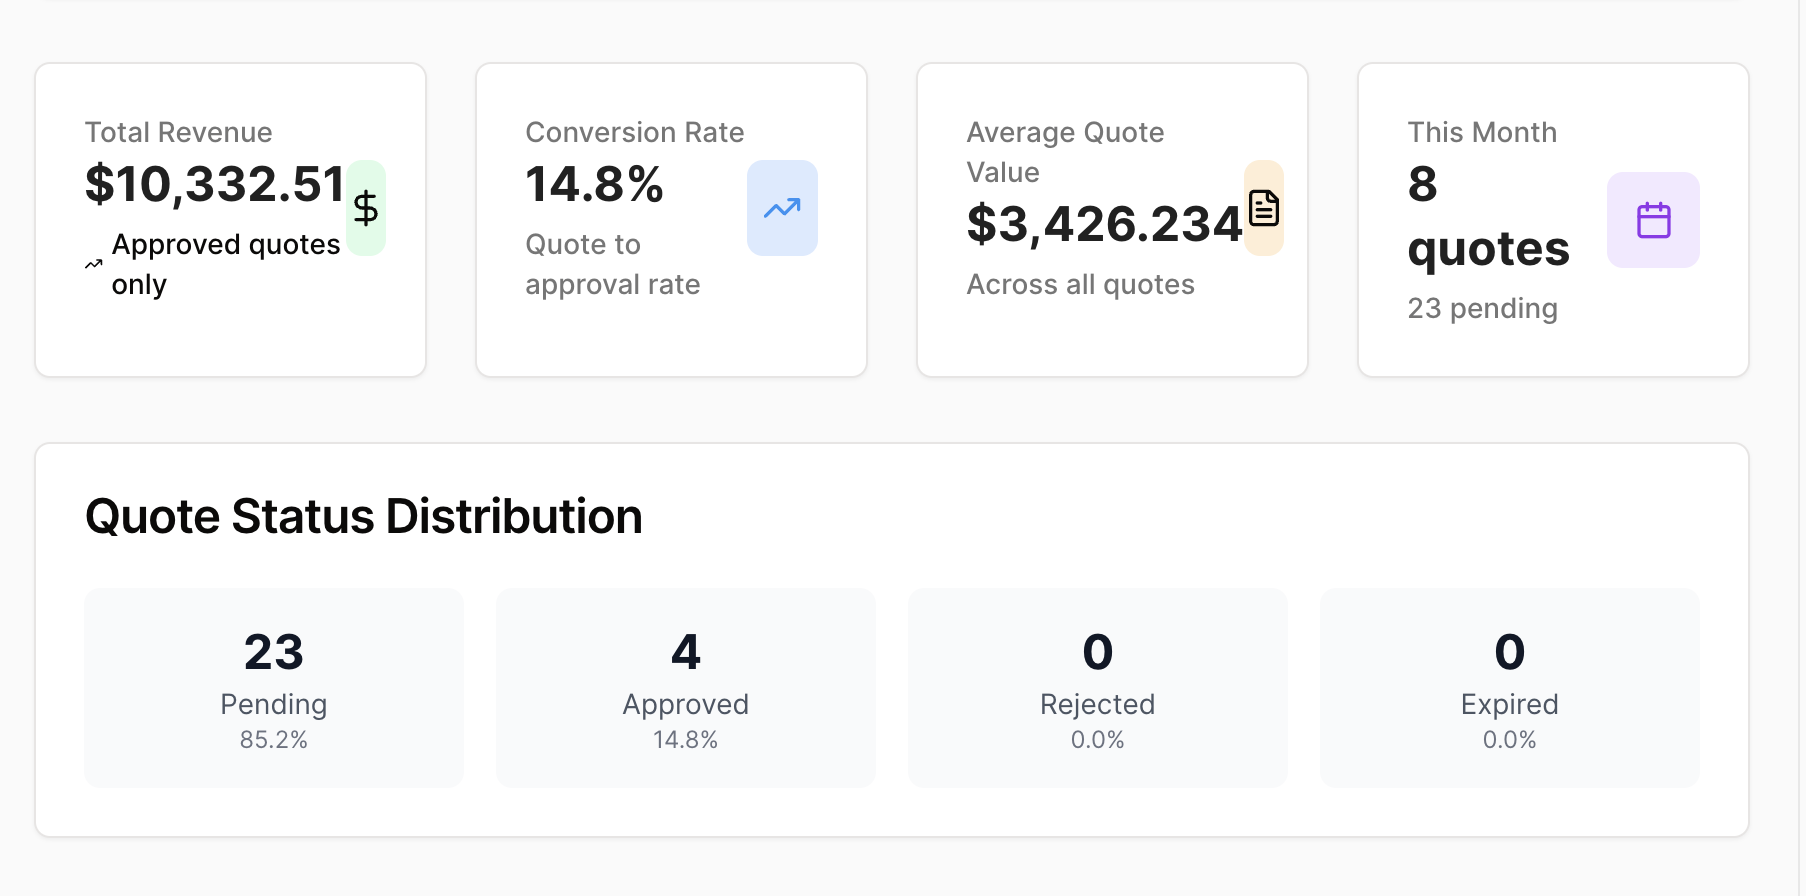 Total Revenue
$10,332.51
Approved quotes
only
$
Conversion Rate
14.8%
Quote to
approval rate
Average Quote
Value
$3,426.234
Across all quotes
This Month
8
quotes
23 pending
Quote Status Distribution
23
Pending
85.2%
4
Approved
14.8%
0
Rejected
0.0%
0
Expired
0.0%